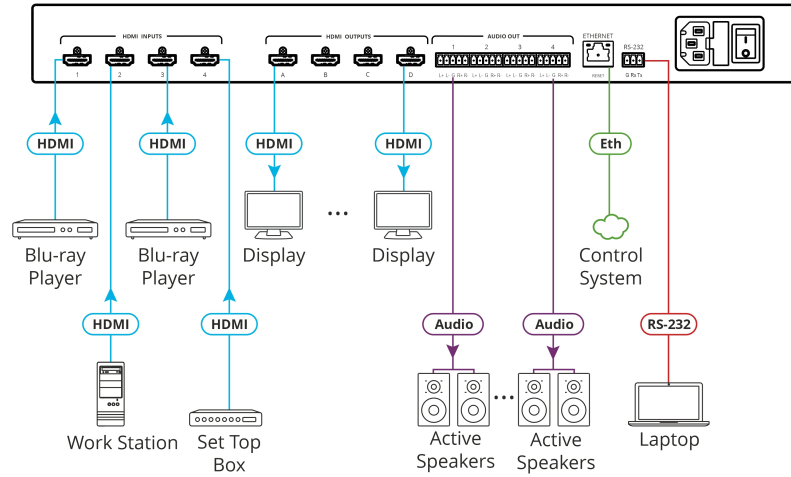 HDMI INPUTS
HDMI OUTPUTS
AUDIO OUT
ETHERNET
RS-232
1 2 3 4
1 2 3 4
A B C D
L+ L- G R+ R- L+ L- G R+ R- L+ L- G R+ R- L+ L- G R+ R-
RESET
G Rx Tx
HDMI
HDMI
HDMI
HDMI
Eth
Blu-ray
Player
Blu-ray
Player
Display
...
Display
Control
System
HDMI
HDMI
Audio
Audio
RS-232
...
Work Station
Set Top
Box
Active
Speakers
Active
Speakers
Laptop